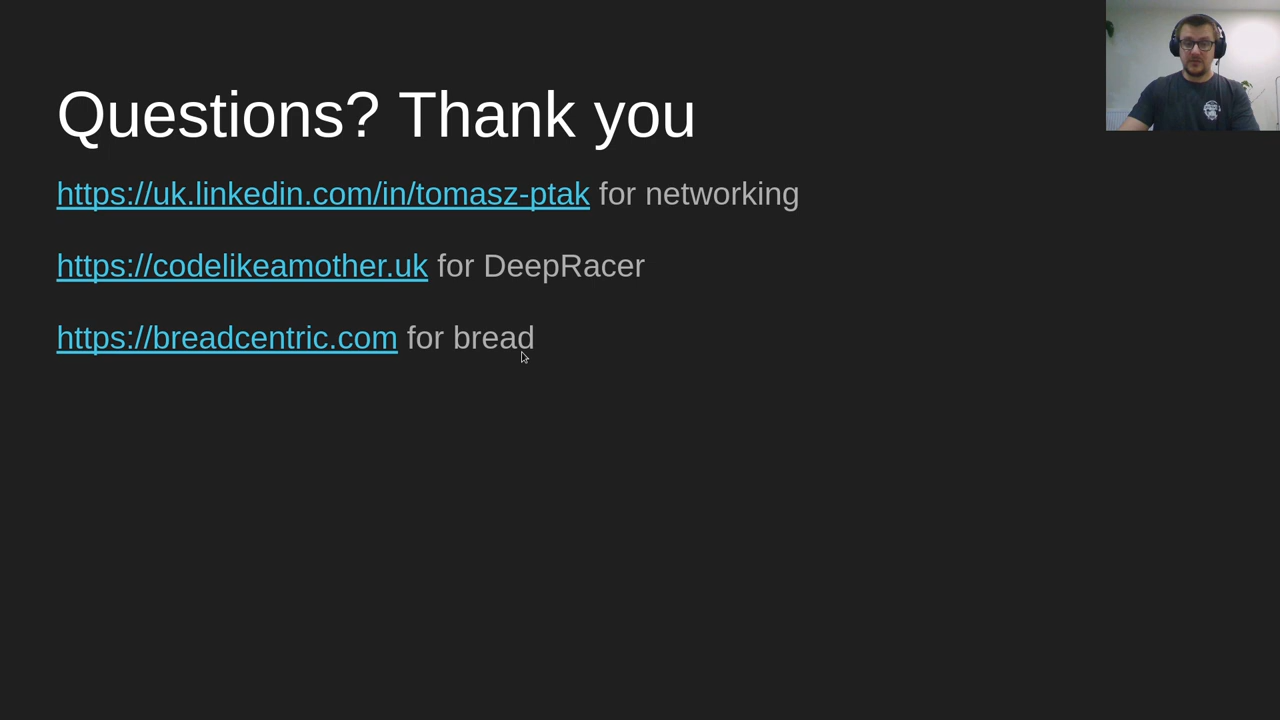 Questions? Thank you
https://uk.linkedin.com/in/tomasz-ptak for networking
https://codelikeamother.uk for DeepRacer
https://breadcentric.com for bread